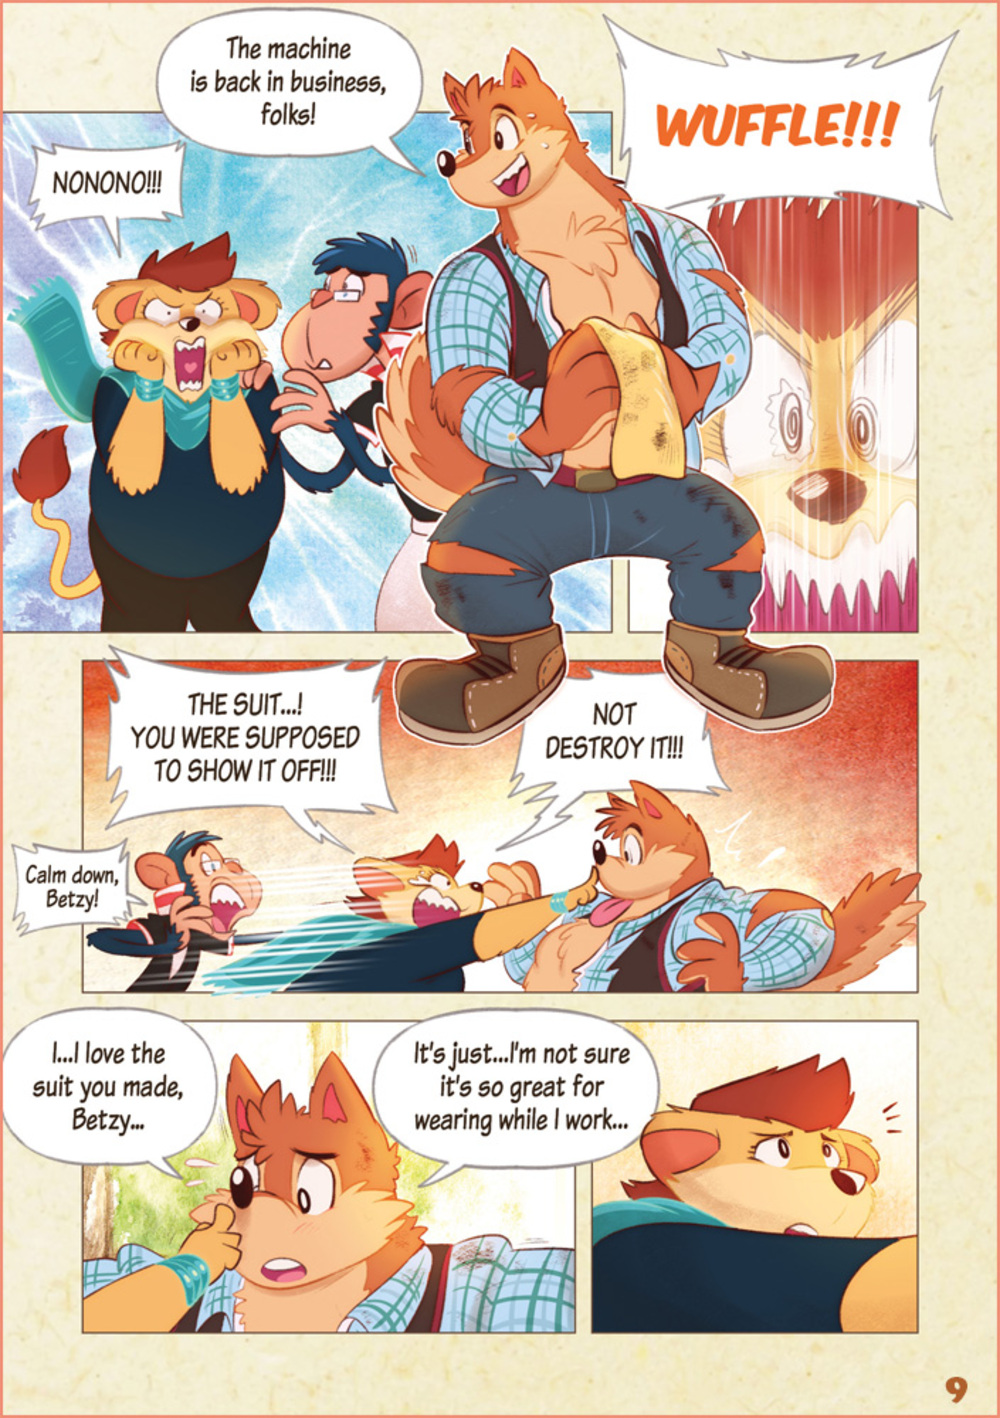 The machine
is back in business,
folks!
NONONO!!!
WUFFLE!!!
THE SUIT...!
YOU WERE SUPPOSED
TO SHOW IT OFF!!!
NOT
DESTROY IT!!!
Calm down,
Betzy!
I...I love the
suit you made,
Betzy...
It's just...I'm not sure
it's so great for
wearing while I work...
9